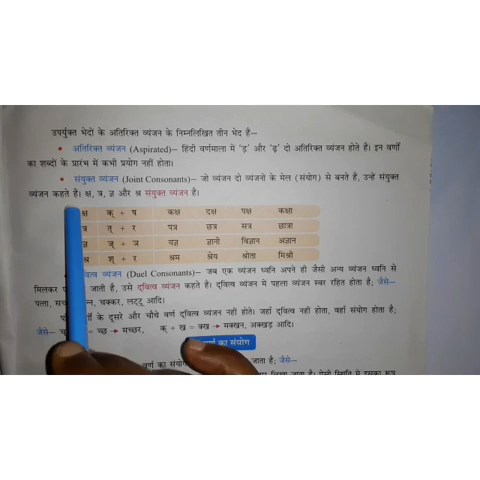 उपर्युक्त भेदों के अतिरिक्त व्यंजन के निम्नलिखित तीन भेद हैं—
• अतिरिक्त व्यंजन (Aspirated)— हिंदी वर्णमाला में 'ड़' और 'ढ़' दो अतिरिक्त व्यंजन होते हैं। इन वर्णों
का शब्दों के प्रारंभ में कभी प्रयोग नहीं होता।
• संयुक्त व्यंजन (Joint Consonants)— जो व्यंजन दो व्यंजनों के मेल (संयोग) से बनते हैं, उन्हें संयुक्त
व्यंजन कहते हैं। क्ष, त्र, ज्ञ और श्र संयुक्त व्यंजन हैं।
क्ष क् + ष कक्ष दक्ष पक्ष कक्षा
त्र त् + र पत्र छत्र सत्र छात्रा
ज्ञ ज् + ञ यज्ञ ज्ञानी विज्ञान अज्ञान
श्र श् + र श्रम श्रेय श्रोता मिश्री
द्वित्व व्यंजन (Duel Consonants)— जब एक व्यंजन ध्वनि अपने ही जैसी अन्य व्यंजन ध्वनि से
मिलकर जाती है, उसे द्वित्व व्यंजन कहते हैं। द्वित्व व्यंजन में पहला व्यंजन स्वर रहित होता है; जैसे—
पत्ता, चक्कर, लट्टू आदि।
के दूसरे और चौथे वर्ण द्वित्व व्यंजन नहीं होते। जहाँ द्वित्व नहीं होता, वहाँ संयोग होता है;
जैसे— = च्छ → मच्छर, क् + ख = क्ख → मक्खन, अक्खड़ आदि।
वर्ण का संयोग
वर्ण का जाता है; जैसे—